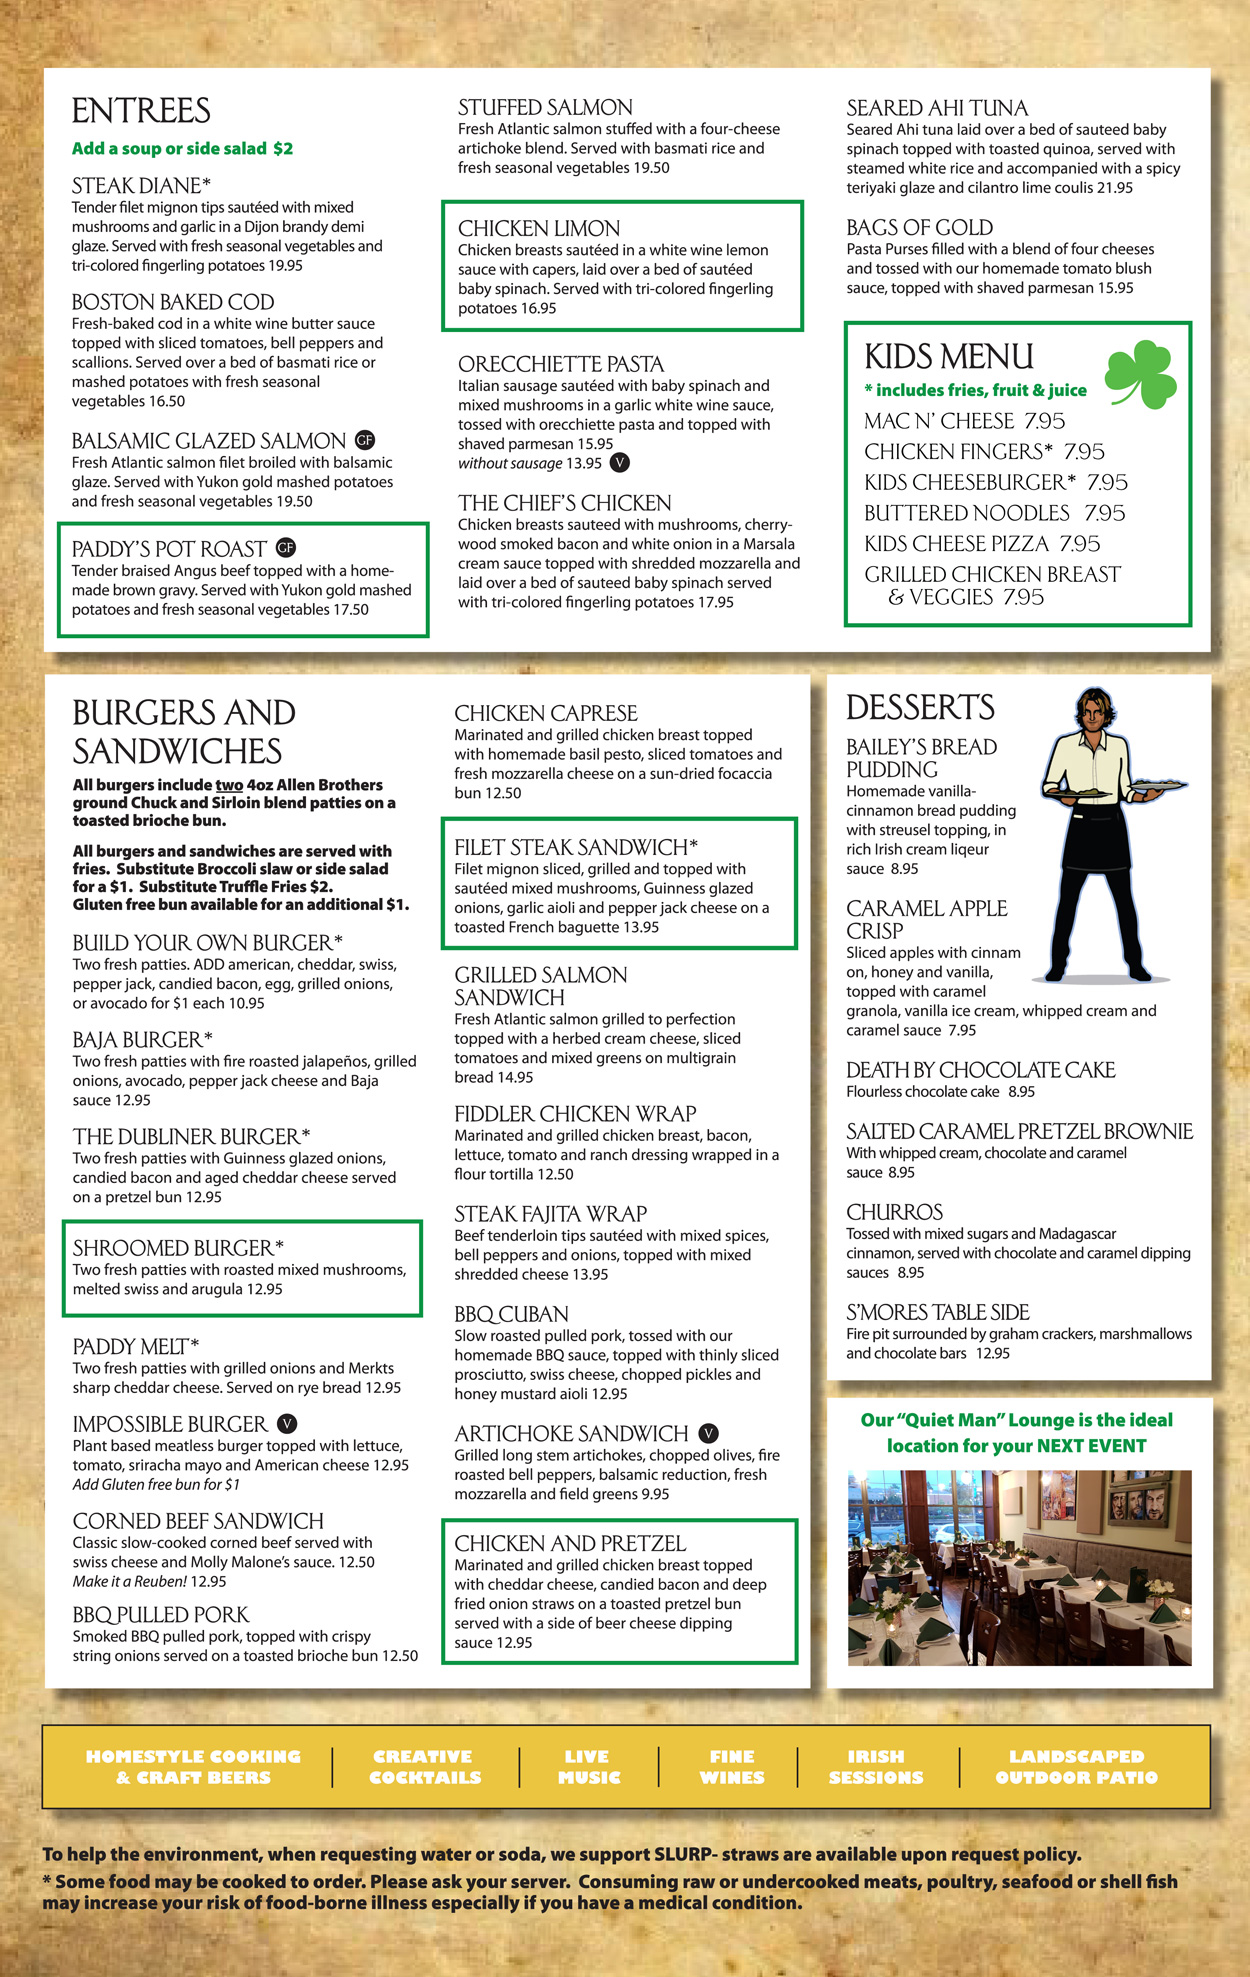 ENTREES
Add a soup or side salad $2
STEAK DIANE*
Tender filet mignon tips sautéed with mixed
mushrooms and garlic in a Dijon brandy demi
glaze. Served with fresh seasonal vegetables and
tri-colored fingerling potatoes 19.95
BOSTON BAKED COD
Fresh-baked cod in a white wine butter sauce
topped with sliced tomatoes, bell peppers and
scallions. Served over a bed of basmati rice or
mashed potatoes with fresh seasonal
vegetables 16.50
BALSAMIC GLAZED SALMON GF
Fresh Atlantic salmon filet broiled with balsamic
glaze. Served with Yukon gold mashed potatoes
and fresh seasonal vegetables 19.50
PADDY'S POT ROAST GF
Tender braised Angus beef topped with a home-
made brown gravy. Served with Yukon gold mashed
potatoes and fresh seasonal vegetables 17.50
STUFFED SALMON
Fresh Atlantic salmon stuffed with a four-cheese
artichoke blend. Served with basmati rice and
fresh seasonal vegetables 19.50
CHICKEN LIMON
Chicken breasts sautéed in a white wine lemon
sauce with capers, laid over a bed of sautéed
baby spinach. Served with tri-colored fingerling
potatoes 16.95
ORECCHIETTE PASTA
Italian sausage sautéed with baby spinach and
mixed mushrooms in a garlic white wine sauce,
tossed with orecchiette pasta and topped with
shaved parmesan 15.95
without sausage 13.95 V
THE CHIEF'S CHICKEN
Chicken breasts sauteed with mushrooms, cherry-
wood smoked bacon and white onion in a Marsala
cream sauce topped with shredded mozzarella and
laid over a bed of sauteed baby spinach served
with tri-colored fingerling potatoes 17.95
SEARED AHI TUNA
Seared Ahi tuna laid over a bed of sauteed baby
spinach topped with toasted quinoa, served with
steamed white rice and accompanied with a spicy
teriyaki glaze and cilantro lime coulis 21.95
BAGS OF GOLD
Pasta Purses filled with a blend of four cheeses
and tossed with our homemade tomato blush
sauce, topped with shaved parmesan 15.95
KIDS MENU
* includes fries, fruit & juice
MAC N' CHEESE 7.95
CHICKEN FINGERS* 7.95
KIDS CHEESEBURGER* 7.95
BUTTERED NOODLES 7.95
KIDS CHEESE PIZZA 7.95
GRILLED CHICKEN BREAST
& VEGGIES 7.95
BURGERS AND
SANDWICHES
All burgers include two 4oz Allen Brothers
ground Chuck and Sirloin blend patties on a
toasted brioche bun.
All burgers and sandwiches are served with
fries. Substitute Broccoli slaw or side salad
for a $1. Substitute Truffle Fries $2.
Gluten free bun available for an additional $1.
BUILD YOUR OWN BURGER*
Two fresh patties. ADD american, cheddar, swiss,
pepper jack, candied bacon, egg, grilled onions,
or avocado for $1 each 10.95
BAJA BURGER*
Two fresh patties with fire roasted jalapeños, grilled
onions, avocado, pepper jack cheese and Baja
sauce 12.95
THE DUBLINER BURGER*
Two fresh patties with Guinness glazed onions,
candied bacon and aged cheddar cheese served
on a pretzel bun 12.95
SHROOMED BURGER*
Two fresh patties with roasted mixed mushrooms,
melted swiss and arugula 12.95
PADDY MELT*
Two fresh patties with grilled onions and Merkts
sharp cheddar cheese. Served on rye bread 12.95
IMPOSSIBLE BURGER V
Plant based meatless burger topped with lettuce,
tomato, sriracha mayo and American cheese 12.95
Add Gluten free bun for $1
CORNED BEEF SANDWICH
Classic slow-cooked corned beef served with
swiss cheese and Molly Malone's sauce. 12.50
Make it a Reuben! 12.95
BBQ PULLED PORK
Smoked BBQ pulled pork, topped with crispy
string onions served on a toasted brioche bun 12.50
CHICKEN CAPRESE
Marinated and grilled chicken breast topped
with homemade basil pesto, sliced tomatoes and
fresh mozzarella cheese on a sun-dried focaccia
bun 12.50
FILET STEAK SANDWICH*
Filet mignon sliced, grilled and topped with
sautéed mixed mushrooms, Guinness glazed
onions, garlic aioli and pepper jack cheese on a
toasted French baguette 13.95
GRILLED SALMON
SANDWICH
Fresh Atlantic salmon grilled to perfection
topped with a herbed cream cheese, sliced
tomatoes and mixed greens on multigrain
bread 14.95
FIDDLER CHICKEN WRAP
Marinated and grilled chicken breast, bacon,
lettuce, tomato and ranch dressing wrapped in a
flour tortilla 12.50
STEAK FAJITA WRAP
Beef tenderloin tips sautéed with mixed spices,
bell peppers and onions, topped with mixed
shredded cheese 13.95
BBQ CUBAN
Slow roasted pulled pork, tossed with our
homemade BBQ sauce, topped with thinly sliced
prosciutto, swiss cheese, chopped pickles and
honey mustard aioli 12.95
ARTICHOKE SANDWICH V
Grilled long stem artichokes, chopped olives, fire
roasted bell peppers, balsamic reduction, fresh
mozzarella and field greens 9.95
CHICKEN AND PRETZEL
Marinated and grilled chicken breast topped
with cheddar cheese, candied bacon and deep
fried onion straws on a toasted pretzel bun
served with a side of beer cheese dipping
sauce 12.95
DESSERTS
BAILEY'S BREAD
PUDDING
Homemade vanilla-
cinnamon bread pudding
with streusel topping, in
rich Irish cream liqeur
sauce 8.95
CARAMEL APPLE
CRISP
Sliced apples with cinnam
on, honey and vanilla,
topped with caramel
granola, vanilla ice cream, whipped cream and
caramel sauce 7.95
DEATH BY CHOCOLATE CAKE
Flourless chocolate cake 8.95
SALTED CARAMEL PRETZEL BROWNIE
With whipped cream, chocolate and caramel
sauce 8.95
CHURROS
Tossed with mixed sugars and Madagascar
cinnamon, served with chocolate and caramel dipping
sauces 8.95
S'MORES TABLE SIDE
Fire pit surrounded by graham crackers, marshmallows
and chocolate bars 12.95
Our "Quiet Man" Lounge is the ideal
location for your NEXT EVENT
HOMESTYLE COOKING
& CRAFT BEERS
CREATIVE
COCKTAILS
LIVE
MUSIC
FINE
WINES
IRISH
SESSIONS
LANDSCAPED
OUTDOOR PATIO
To help the environment, when requesting water or soda, we support SLURP- straws are available upon request policy.
* Some food may be cooked to order. Please ask your server. Consuming raw or undercooked meats, poultry, seafood or shell fish
may increase your risk of food-borne illness especially if you have a medical condition.